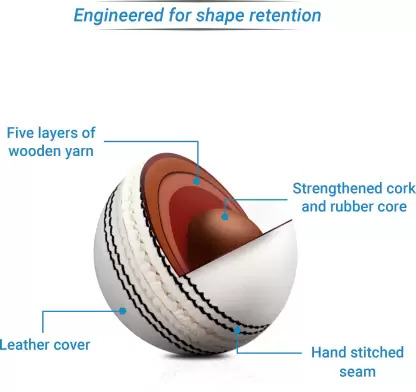 Engineered for shape retention
Five layers of
wooden yarn
Strengthened cork
and rubber core
Leather cover
Hand stitched
seam